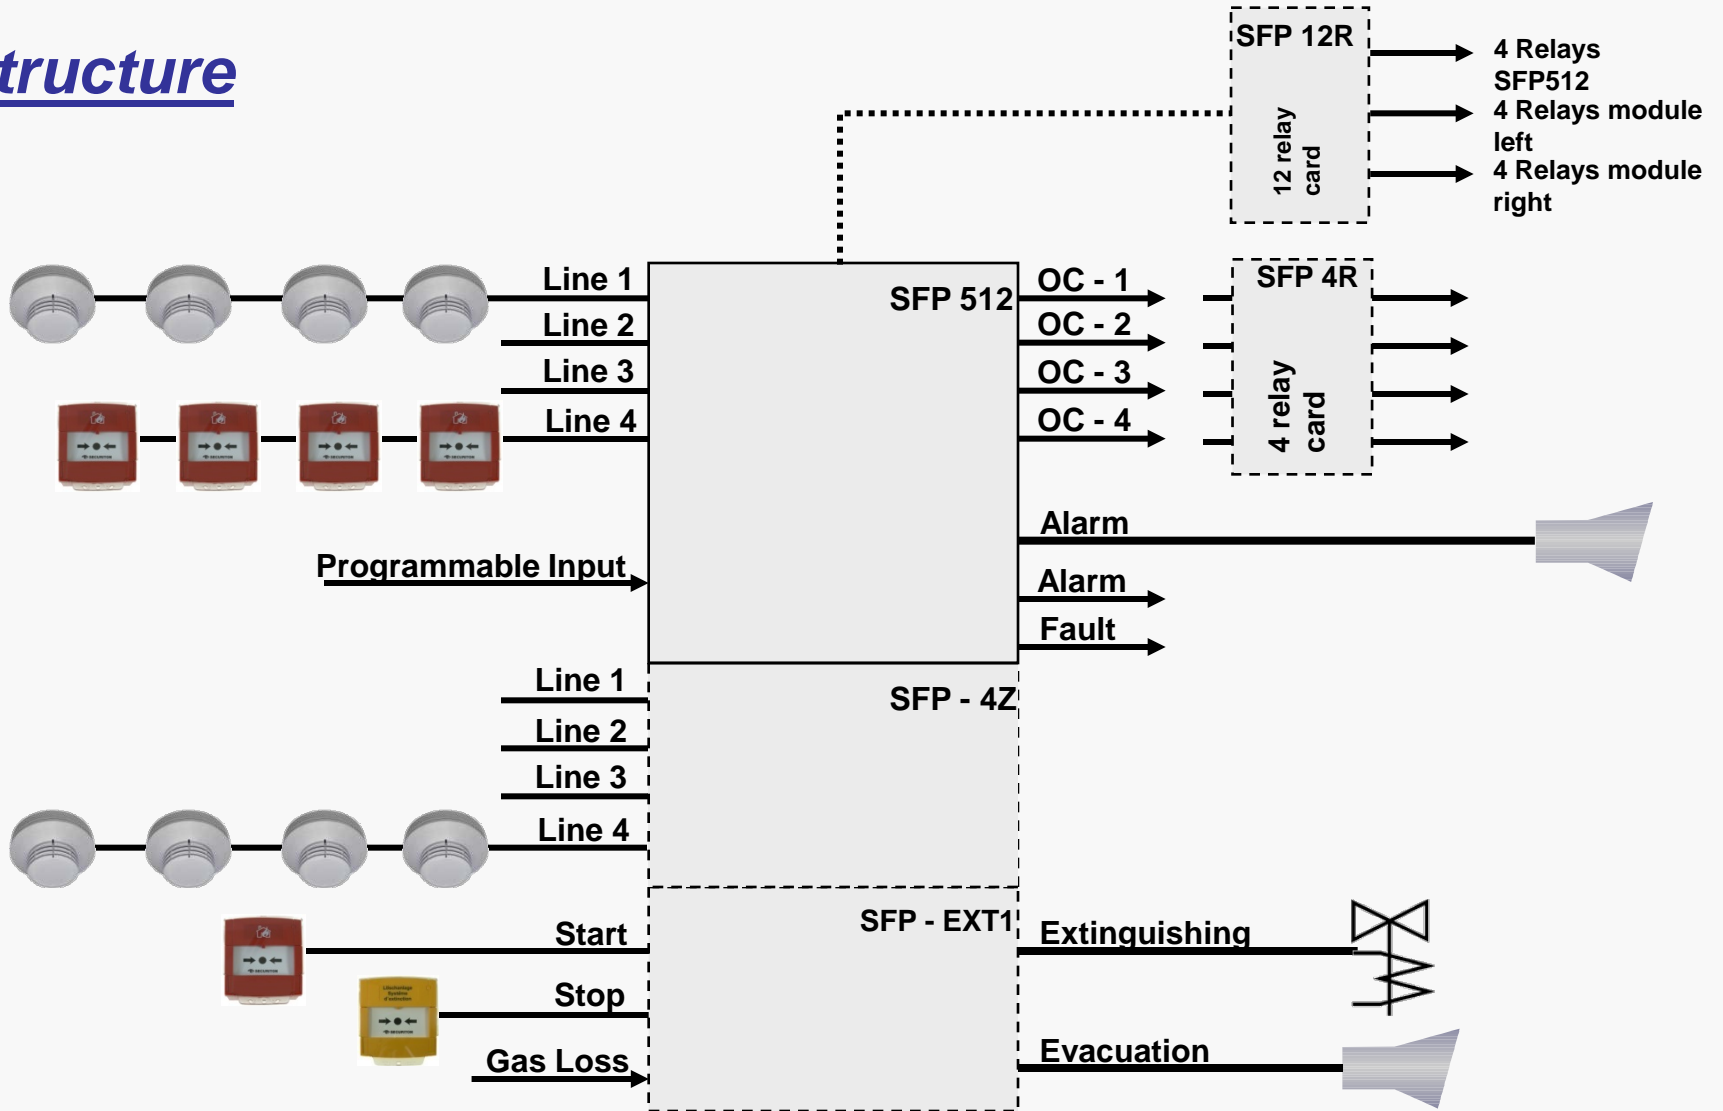 tructure
SFP 12R
12 relay
card
4 Relays
SFP512
4 Relays module
left
4 Relays module
right
Line 1
Line 2
Line 3
Line 4
Programmable Input
SFP 512
OC - 1
OC - 2
OC - 3
OC - 4
SFP 4R
4 relay
card
Alarm
Alarm
Fault
Line 1
Line 2
Line 3
Line 4
SFP - 4Z
SFP - EXT1
Start
Stop
Gas Loss
Extinguishing
Evacuation